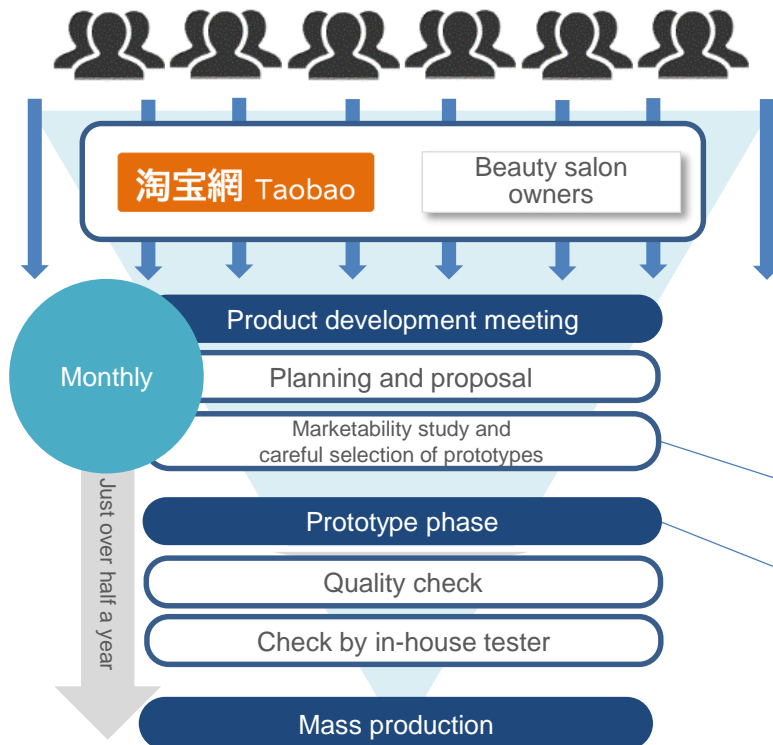 淘宝網 Taobao
Beauty salon
owners
Product development meeting
Monthly
Planning and proposal
Marketability study and
careful selection of prototypes
Just over half a year
Prototype phase
Quality check
Check by in-house tester
Mass production